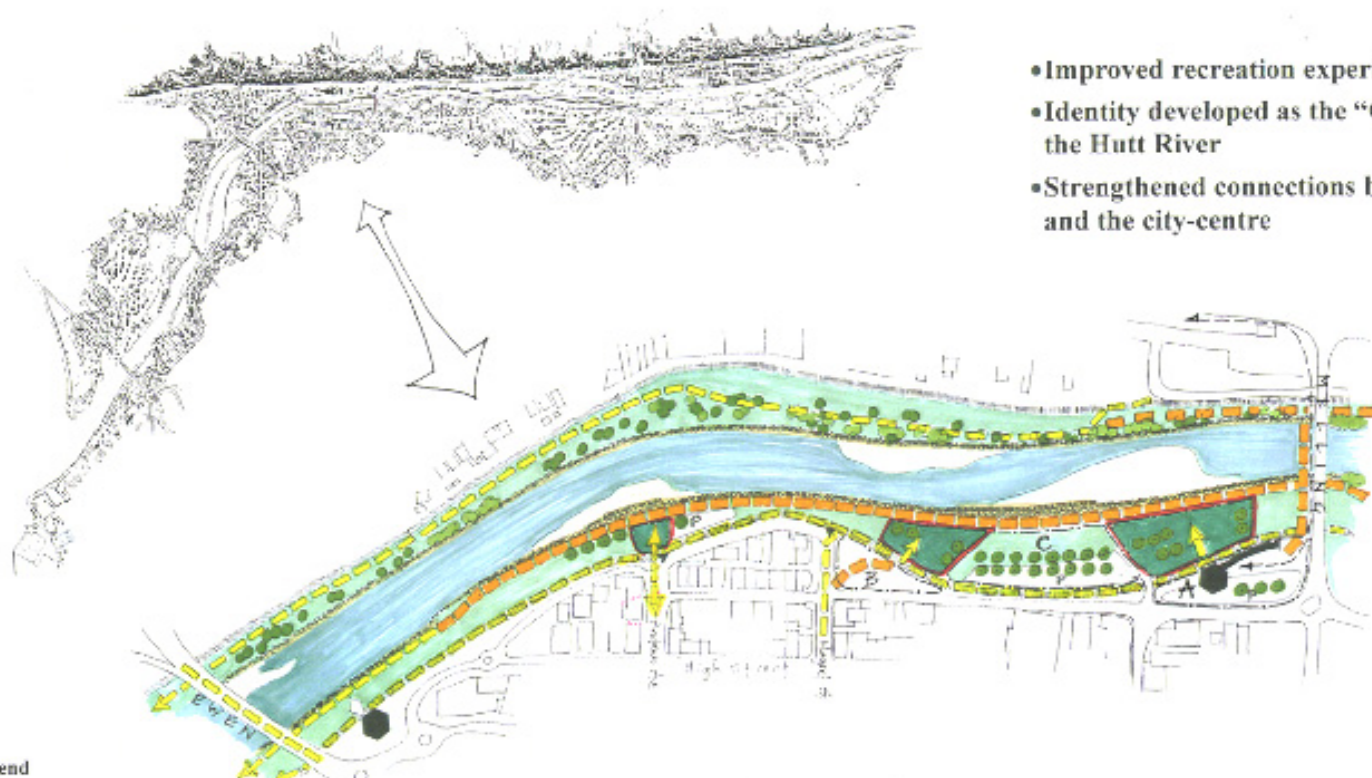 •Improved recreation exper
•Identity developed as the “
the Hutt River
•Strengthened connections
and the city-centre
P
C
P
B
A
P
High Street
end